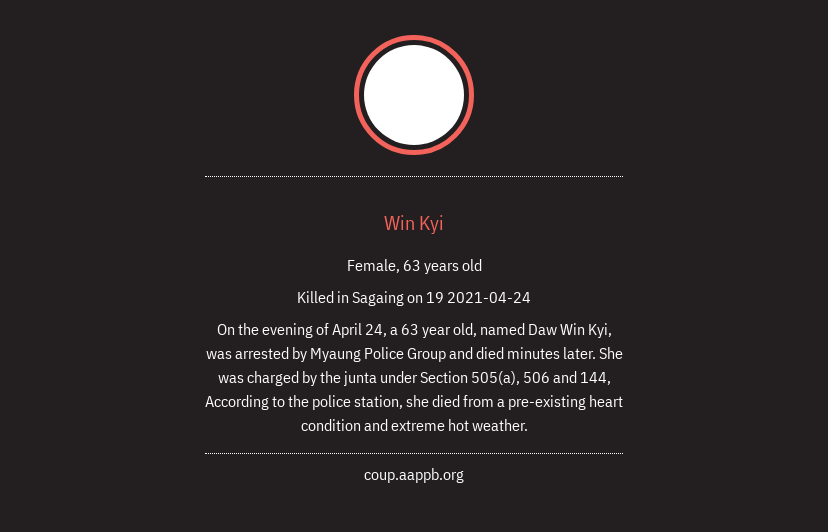 Win Kyi
Female, 63 years old
Killed in Sagaing on 19 2021-04-24
On the evening of April 24, a 63 year old, named Daw Win Kyi,
was arrested by Myaung Police Group and died minutes later. She
was charged by the junta under Section 505(a), 506 and 144,
According to the police station, she died from a pre-existing heart
condition and extreme hot weather.
coup.aappb.org